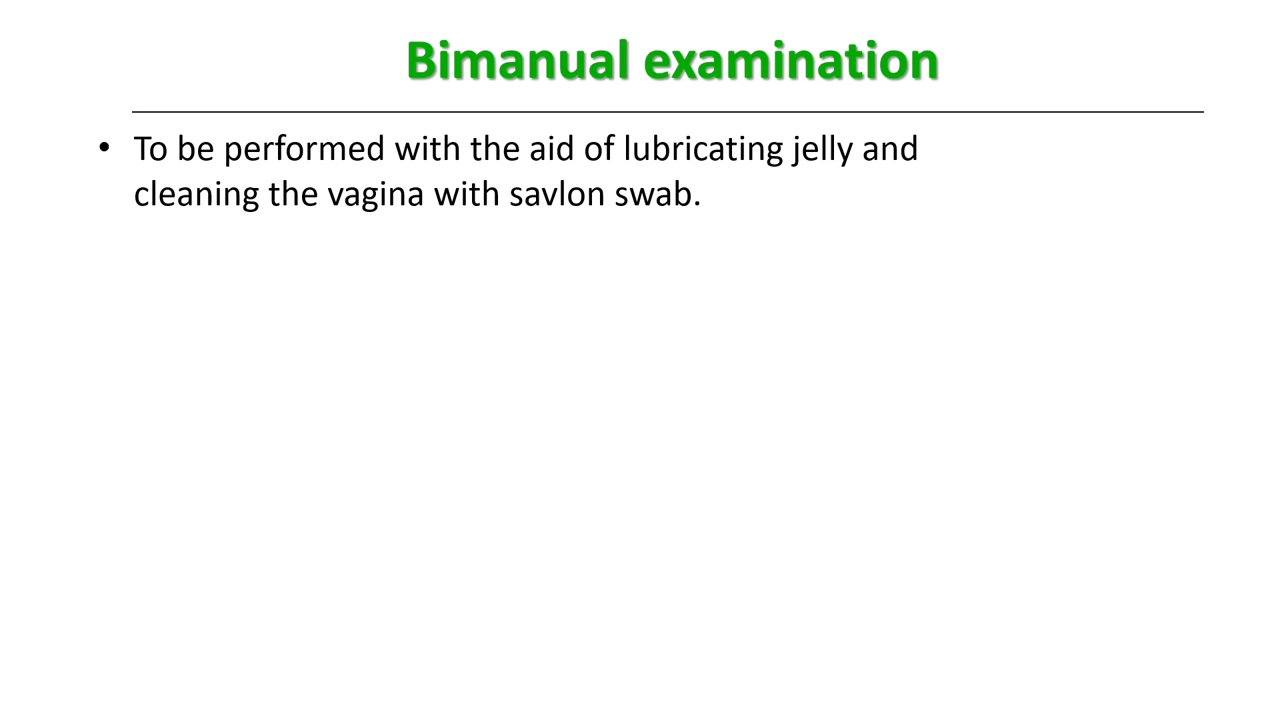 Bimanual examination
• To be performed with the aid of lubricating jelly and
cleaning the vagina with savlon swab.